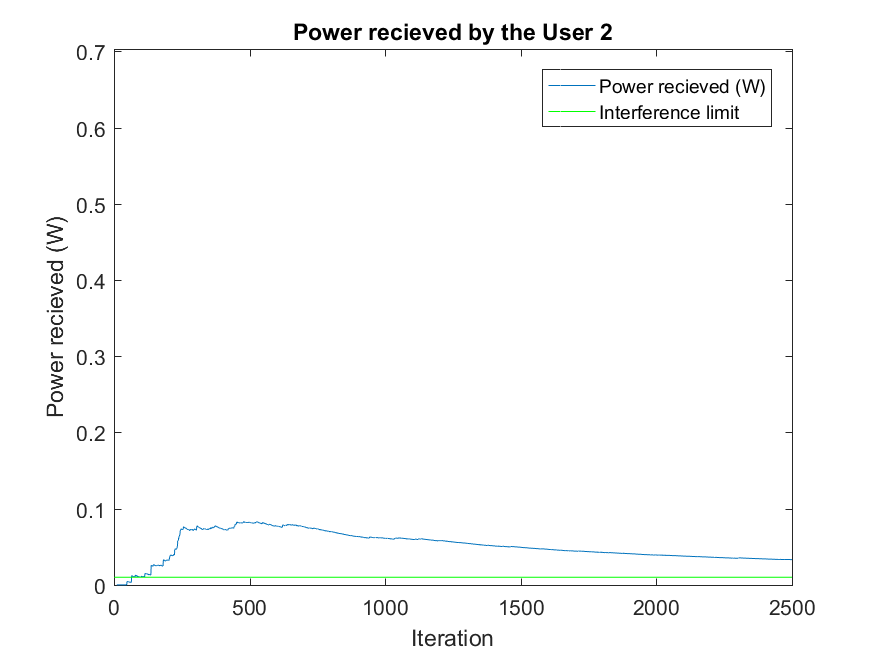 Power recieved by the User 2
Power recieved (W)
Interference limit
0.7
0.6
0.5
0.4
0.3
0.2
0.1
0
Power recieved (W)
0 500 1000 1500 2000 2500
Iteration